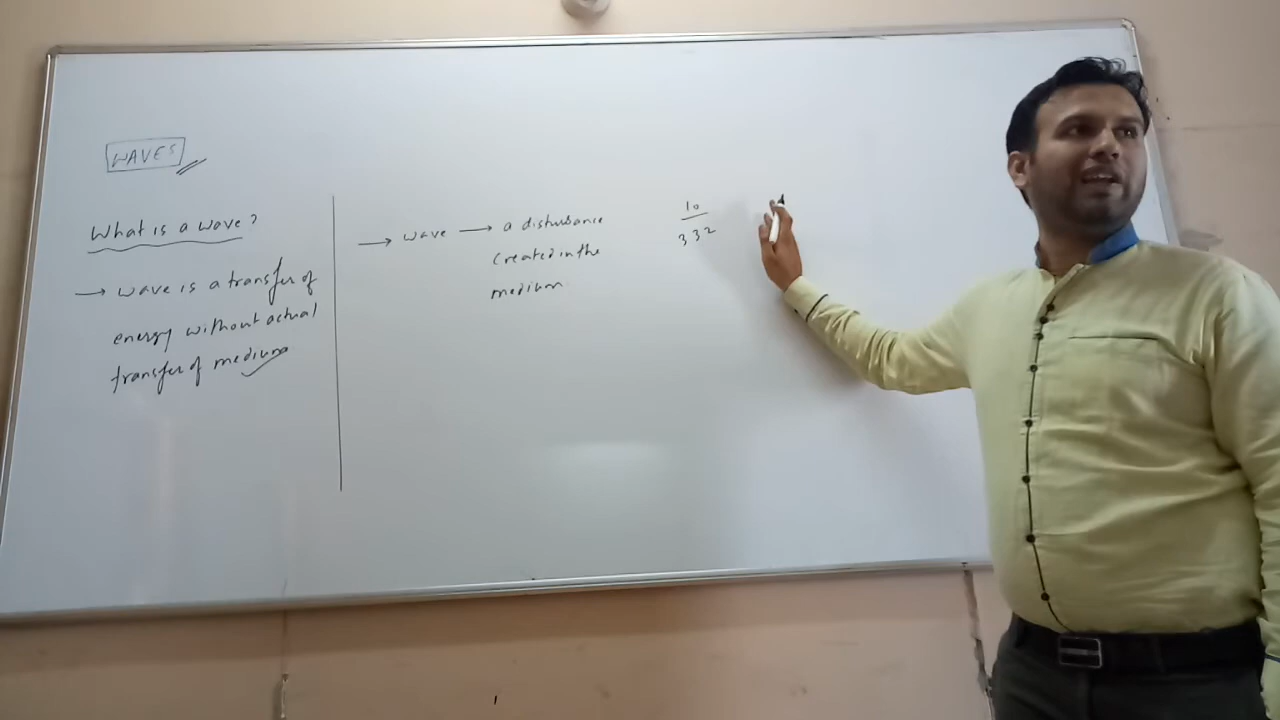 WAVES
What is a wave?
→ wave is a transfer of
energy without actual
transfer of medium
→ wave → a disturbance
created in the
medium.
10
332